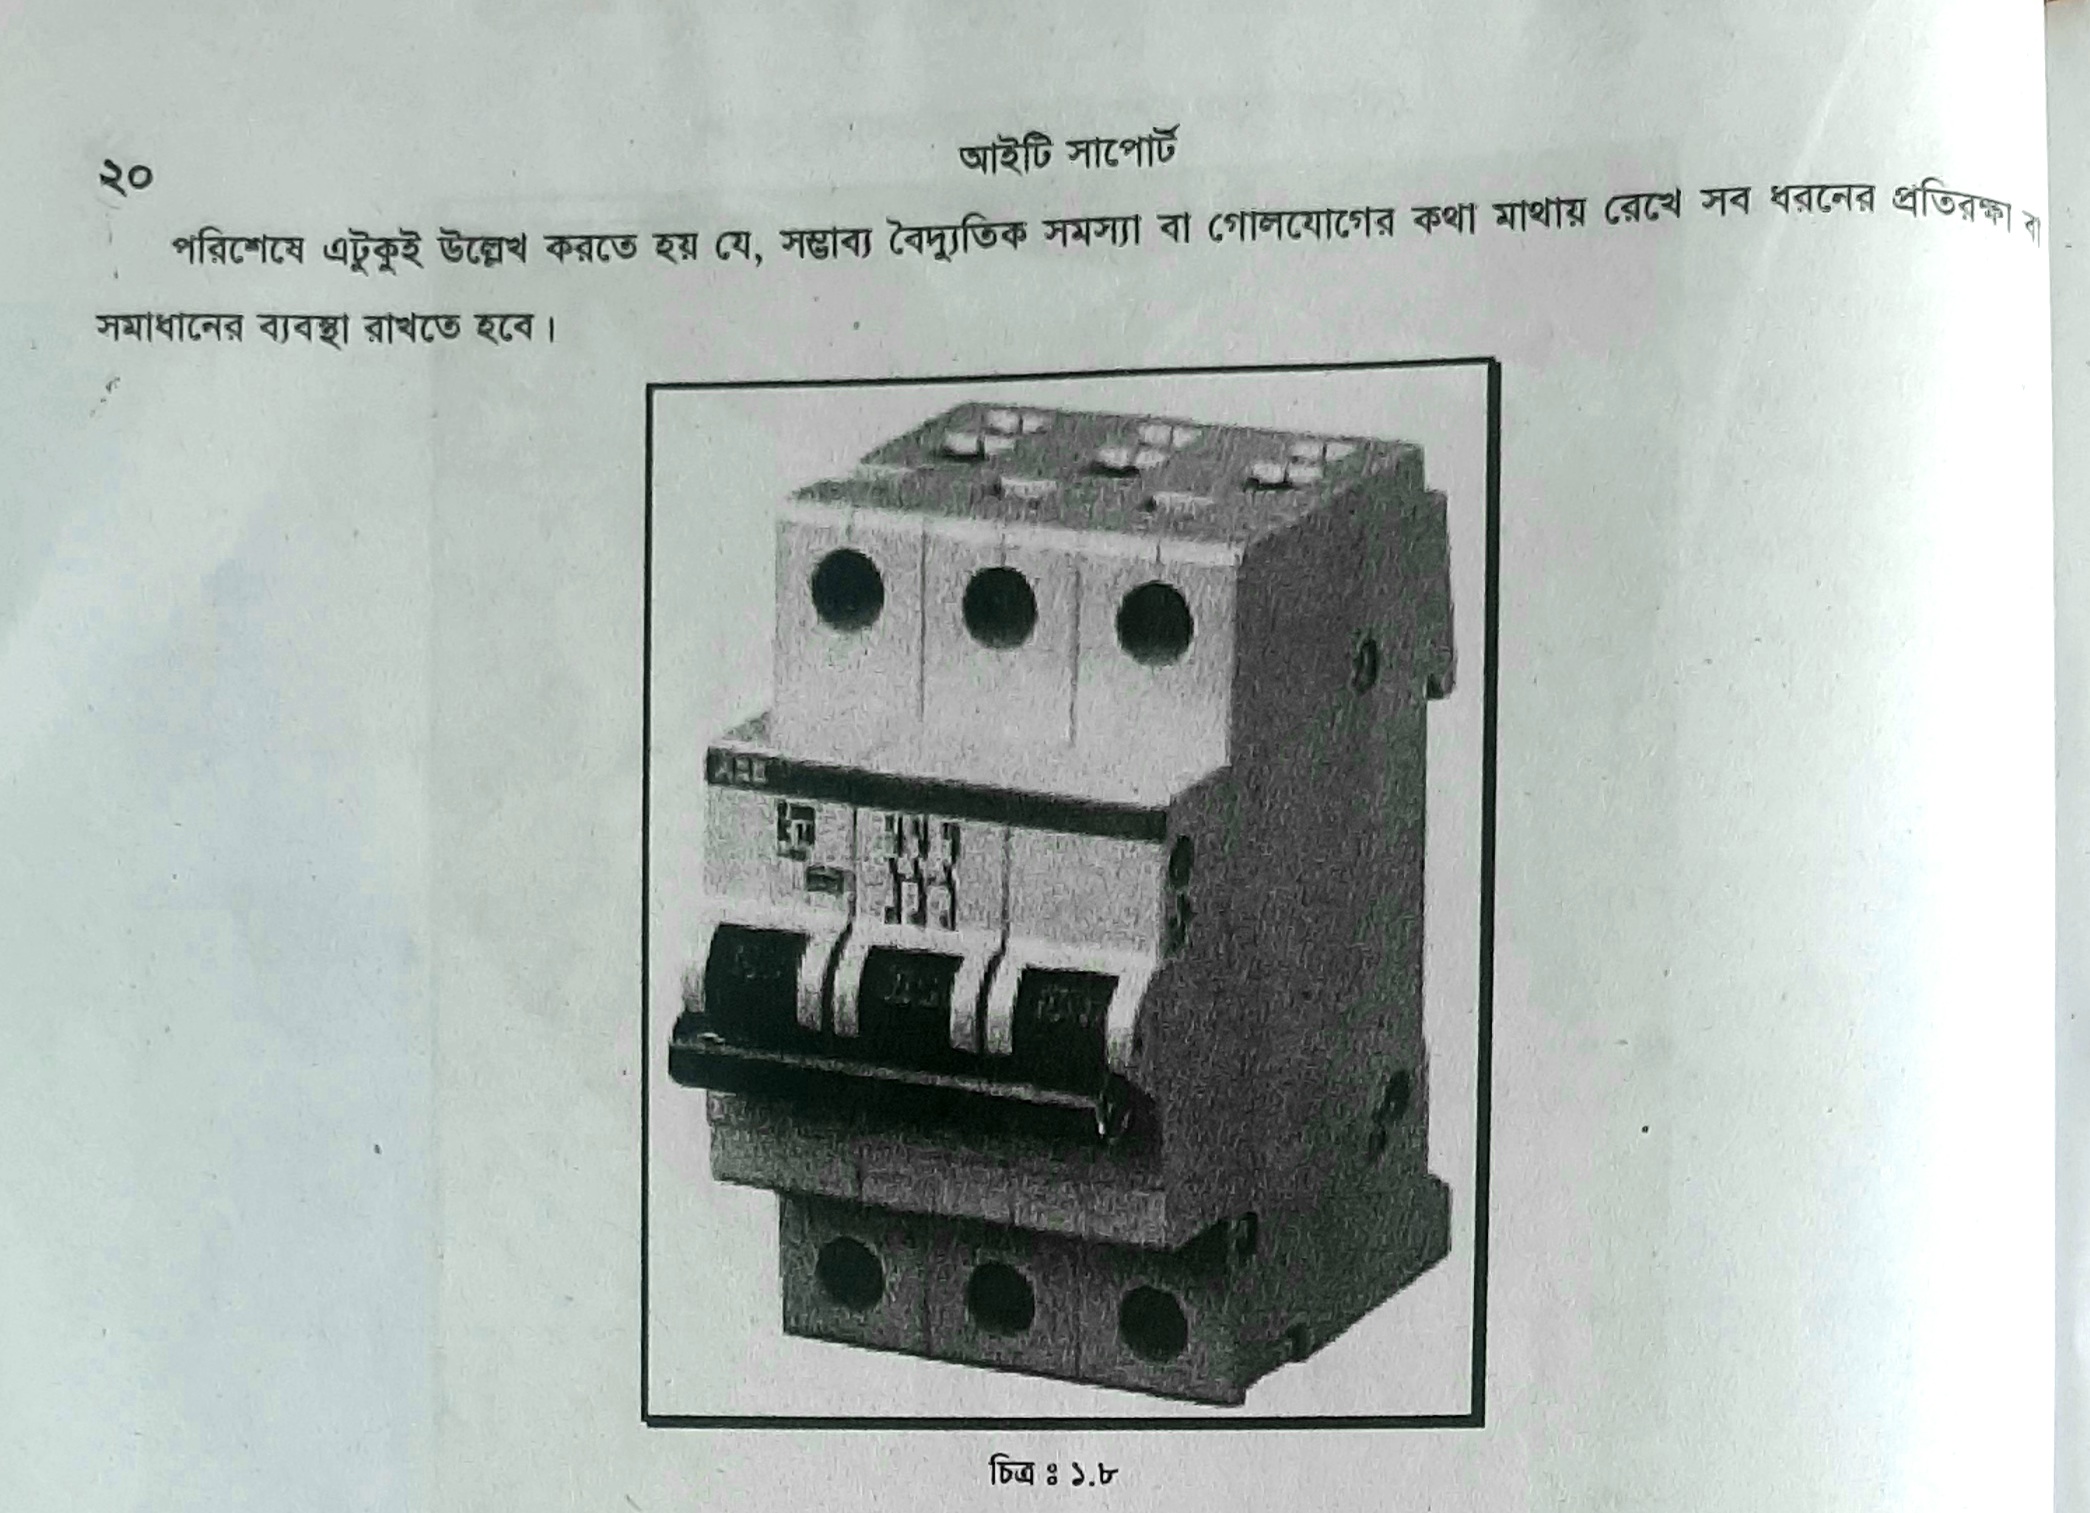 ২০
আইটি সাপোর্ট
পরিশেষে এটুকুই উল্লেখ করতে হয় যে, সম্ভাব্য বৈদ্যুতিক সমস্যা বা গোলযোগের কথা মাথায় রেখে সব ধরনের প্রতিরক্ষা বা
সমাধানের ব্যবস্থা রাখতে হবে।
চিত্র ঃ ১.৮